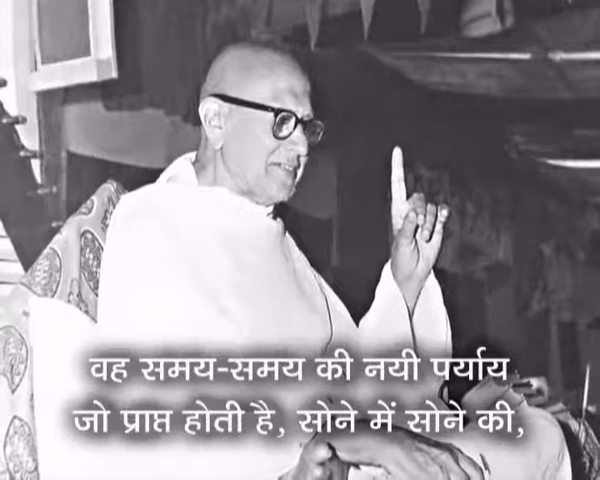 वह समय-समय की नयी पर्याय
जो प्राप्त होती है, सोने में सोने की,